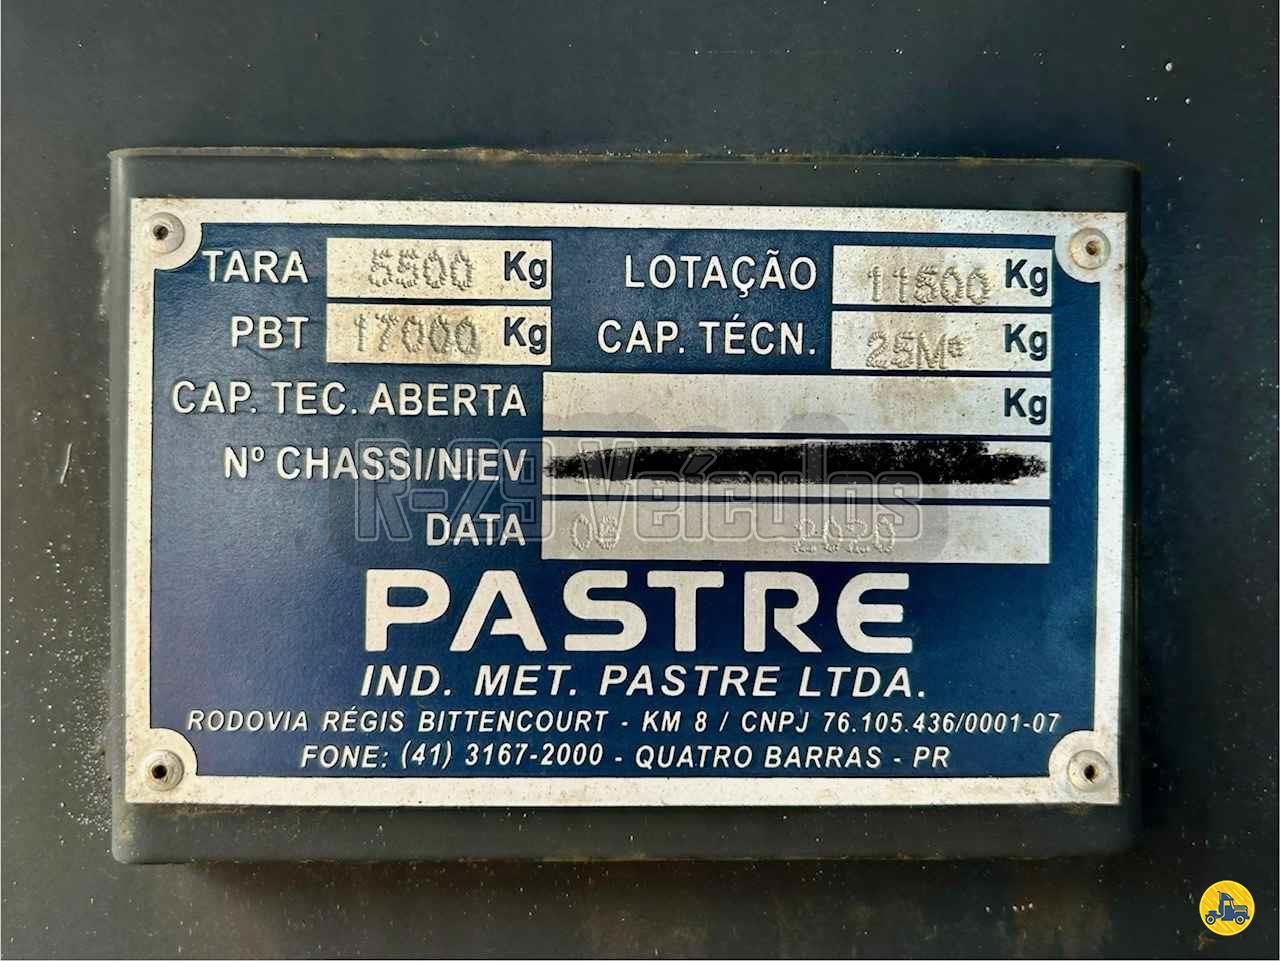 TARA 5500 Kg LOTAÇÃO 11500 Kg
PBT 17000 Kg CAP. TÉCN. 25M³ Kg
CAP. TEC. ABERTA Kg
Nº CHASSI/NIEV
R-29 Veículos
DATA 08 2020
PASTRE
IND. MET. PASTRE LTDA.
RODOVIA RÉGIS BITTENCOURT - KM 8 / CNPJ 76.105.436/0001-07
FONE: (41) 3167-2000 - QUATRO BARRAS - PR